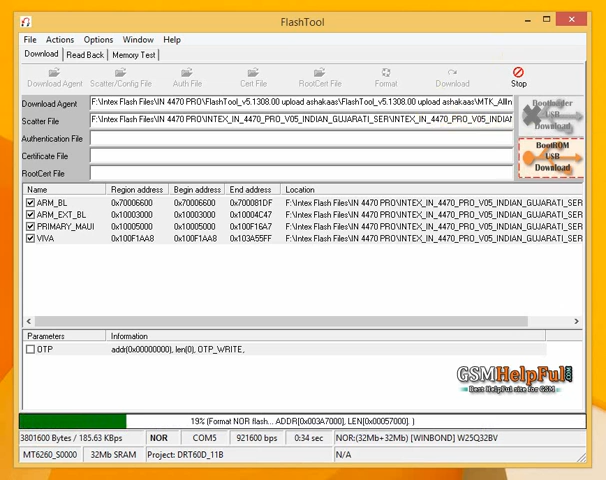 FlashTool
File Actions Options Window Help
Download Read Back Memory Test
Download Agent Scatter/Config File Auth File Cert File RootCert File Format Download Stop
Download Agent F:\Intex Flash Files\IN 4470 PRO\FlashTool_v5.1308.00 upload ashakaas\FlashTool_v5.1308.00 upload ashakaas\MTK_AllIn
Bootloader
USB
Download
Scatter File F:\Intex Flash Files\IN 4470 PRO\INTEX_IN_4470_PRO_V05_INDIAN_GUJARATI_SER\INTEX_IN_4470_PRO_V05_INDIAN
Authentication File
Certificate File
RootCert File
BootROM
USB
Download
Name Region address Begin address End address Location
ARM_BL 0x70006600 0x70006600 0x700081DF F:\Intex Flash Files\IN 4470 PRO\INTEX_IN_4470_PRO_V05_INDIAN_GUJARATI_SER
ARM_EXT_BL 0x10003000 0x10003000 0x10004C47 F:\Intex Flash Files\IN 4470 PRO\INTEX_IN_4470_PRO_V05_INDIAN_GUJARATI_SER
PRIMARY_MAUI 0x10005000 0x10005000 0x100F16A7 F:\Intex Flash Files\IN 4470 PRO\INTEX_IN_4470_PRO_V05_INDIAN_GUJARATI_SER
VIVA 0x100F1AA8 0x100F1AA8 0x103A55FF F:\Intex Flash Files\IN 4470 PRO\INTEX_IN_4470_PRO_V05_INDIAN_GUJARATI_SER
Parameters Information
OTP addr(0x00000000), len(0), OTP_WRITE,
GSMHelpFul.COM
Best HelpFul site for GSM
19% (Format NOR flash... ADDR[0x003A7000], LEN[0x00057000]. )
3801600 Bytes / 185.63 KBps NOR COM5 921600 bps 0:34 sec NOR:(32Mb+32Mb) [WINBOND] W25Q32BV
MT6260_S0000 32Mb SRAM Project: DRT60D_11B N/A